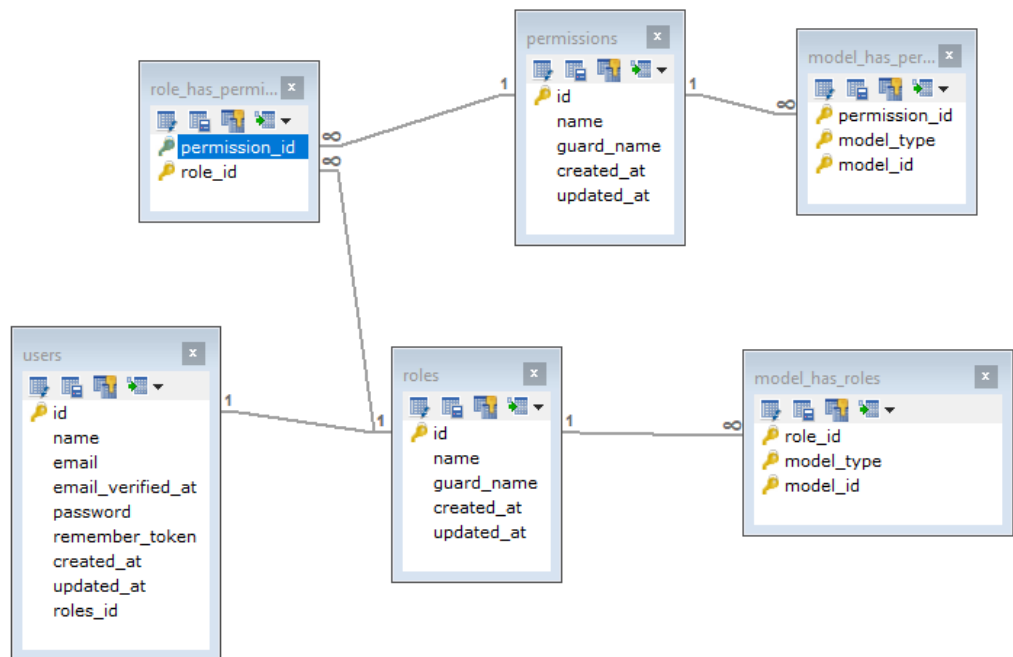 role_has_permi...
permission_id
role_id
permissions
id
name
guard_name
created_at
updated_at
model_has_per...
permission_id
model_type
model_id
1
∞
∞
1
∞
users
id
name
email
email_verified_at
password
remember_token
created_at
updated_at
roles_id
1
1
roles
id
name
guard_name
created_at
updated_at
1
∞
model_has_roles
role_id
model_type
model_id